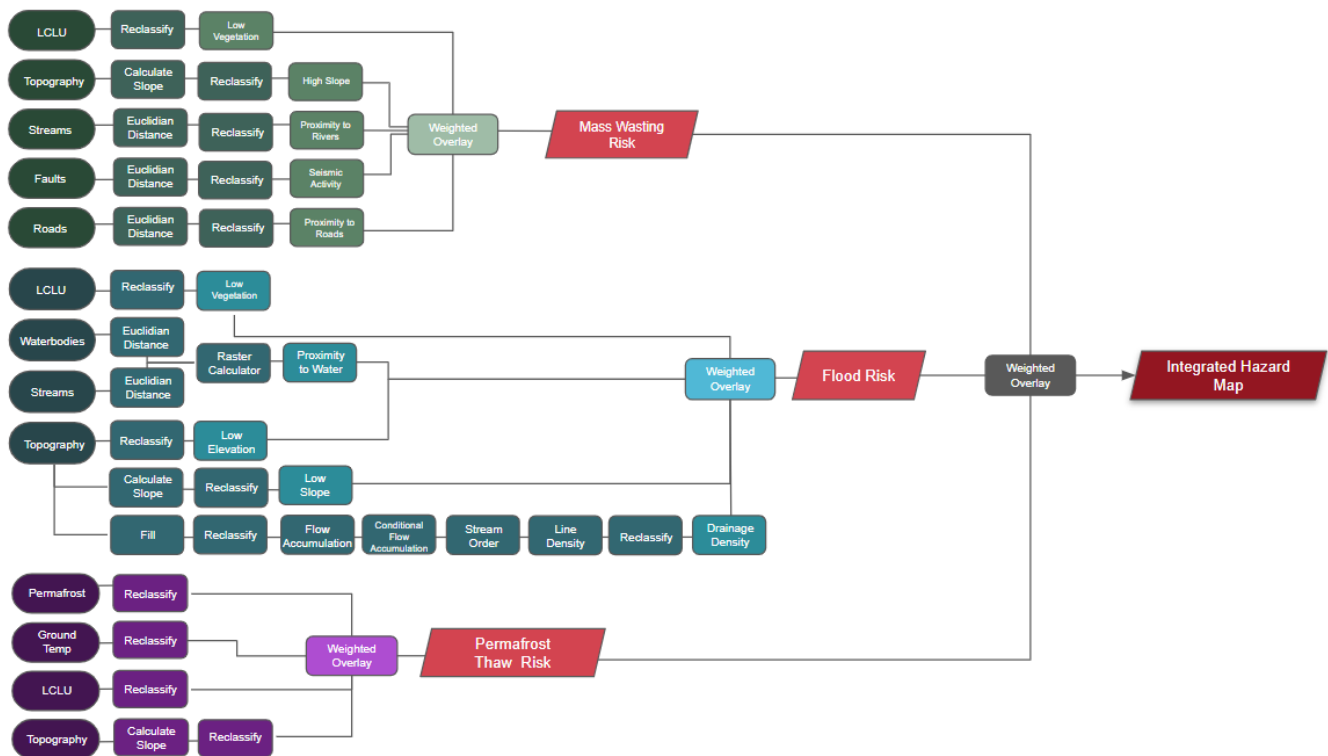 LCLU
Reclassify
Low
Vegetation
Topography
Calculate
Slope
Reclassify
High Slope
Streams
Euclidian
Distance
Reclassify
Proximity to
Rivers
Weighted
Overlay
Mass Wasting
Risk
Faults
Euclidian
Distance
Reclassify
Seismic
Activity
Roads
Euclidian
Distance
Reclassify
Proximity to
Roads
LCLU
Reclassify
Low
Vegetation
Waterbodies
Euclidian
Distance
Raster
Calculator
Proximity
to Water
Streams
Euclidian
Distance
Weighted
Overlay
Flood Risk
Weighted
Overlay
Integrated Hazard
Map
Topography
Reclassify
Low
Elevation
Calculate
Slope
Reclassify
Low
Slope
Fill
Reclassify
Flow
Accumulation
Conditional
Flow
Accumulation
Stream
Order
Line
Density
Reclassify
Drainage
Density
Permafrost
Reclassify
Ground
Temp
Reclassify
Weighted
Overlay
Permafrost
Thaw Risk
LCLU
Reclassify
Topography
Calculate
Slope
Reclassify